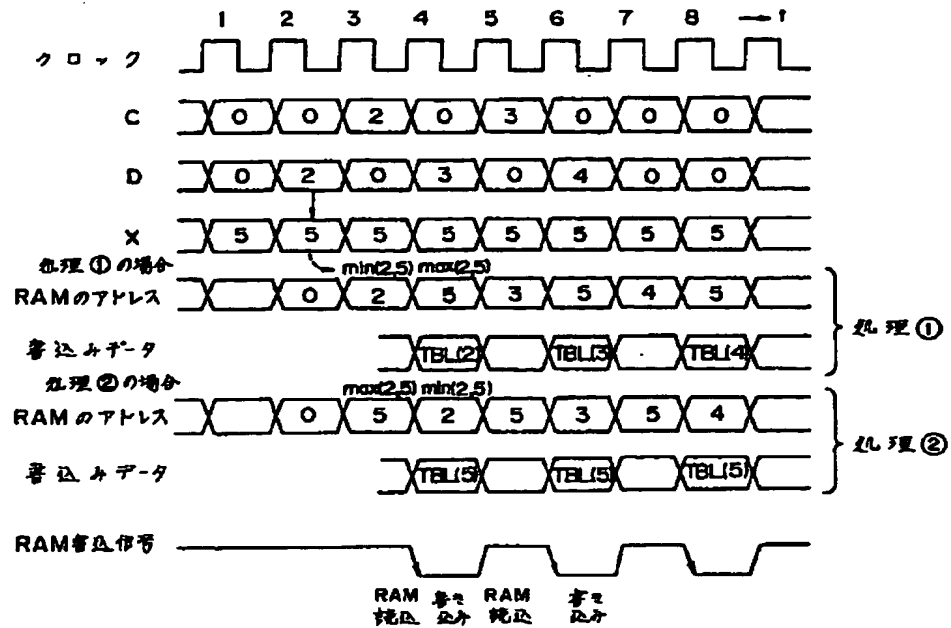 1 2 3 4 5 6 7 8 → t
クロック
C 0 0 2 0 3 0 0 0
D 0 2 0 3 0 4 0 0
X 5 5 5 5 5 5 5 5
処理①の場合 min(2,5) max(2,5)
RAMのアドレス 0 2 5 3 5 4 5
処理①
書込みデータ TBL(2) TBL(3) TBL(4)
処理②の場合 max(2,5) min(2,5)
RAMのアドレス 0 5 2 5 3 5 4
処理②
書込みデータ TBL(5) TBL(5) TBL(5)
RAM書込信号
RAM 書き RAM 書き
読込 込み 読込 込み